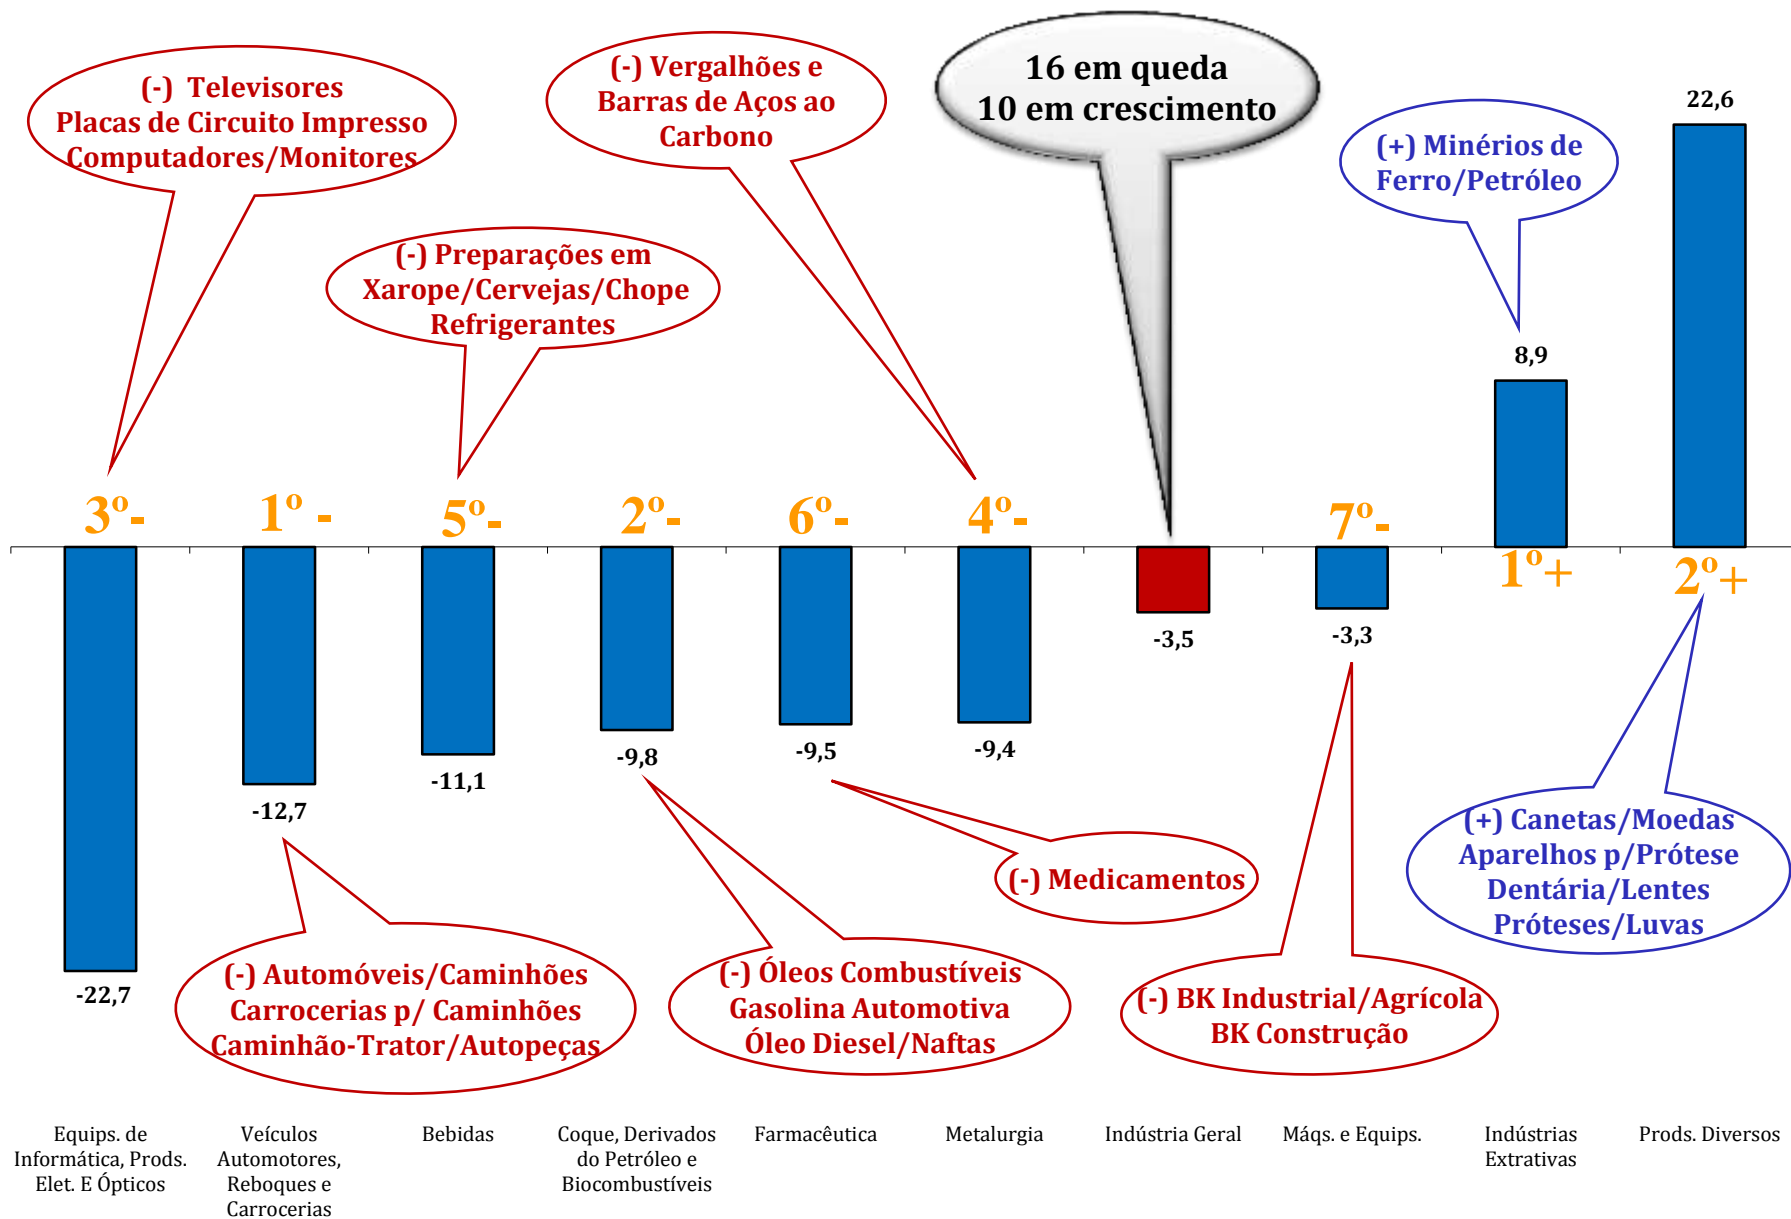 (-) Televisores
Placas de Circuito Impresso
Computadores/Monitores
(-) Vergalhões e
Barras de Aços ao
Carbono
16 em queda
10 em crescimento
(+) Minérios de
Ferro/Petróleo
22,6
(-) Preparações em
Xarope/Cervejas/Chope
Refrigerantes
8,9
3º-
1º -
5º-
2º-
6º-
4º-
7º-
1º+
2º+
-22,7
-12,7
-11,1
-9,8
-9,5
-9,4
-3,5
-3,3
(-) Automóveis/Caminhões
Carrocerias p/ Caminhões
Caminhão-Trator/Autopeças
(-) Óleos Combustíveis
Gasolina Automotiva
Óleo Diesel/Naftas
(-) Medicamentos
(-) BK Industrial/Agrícola
BK Construção
(+) Canetas/Moedas
Aparelhos p/Prótese
Dentária/Lentes
Próteses/Luvas
Equips. de
Informática, Prods.
Elet. E Ópticos
Veículos
Automotores,
Reboques e
Carrocerias
Bebidas
Coque, Derivados
do Petróleo e
Biocombustíveis
Farmacêutica
Metalurgia
Indústria Geral
Máqs. e Equips.
Indústrias
Extrativas
Prods. Diversos